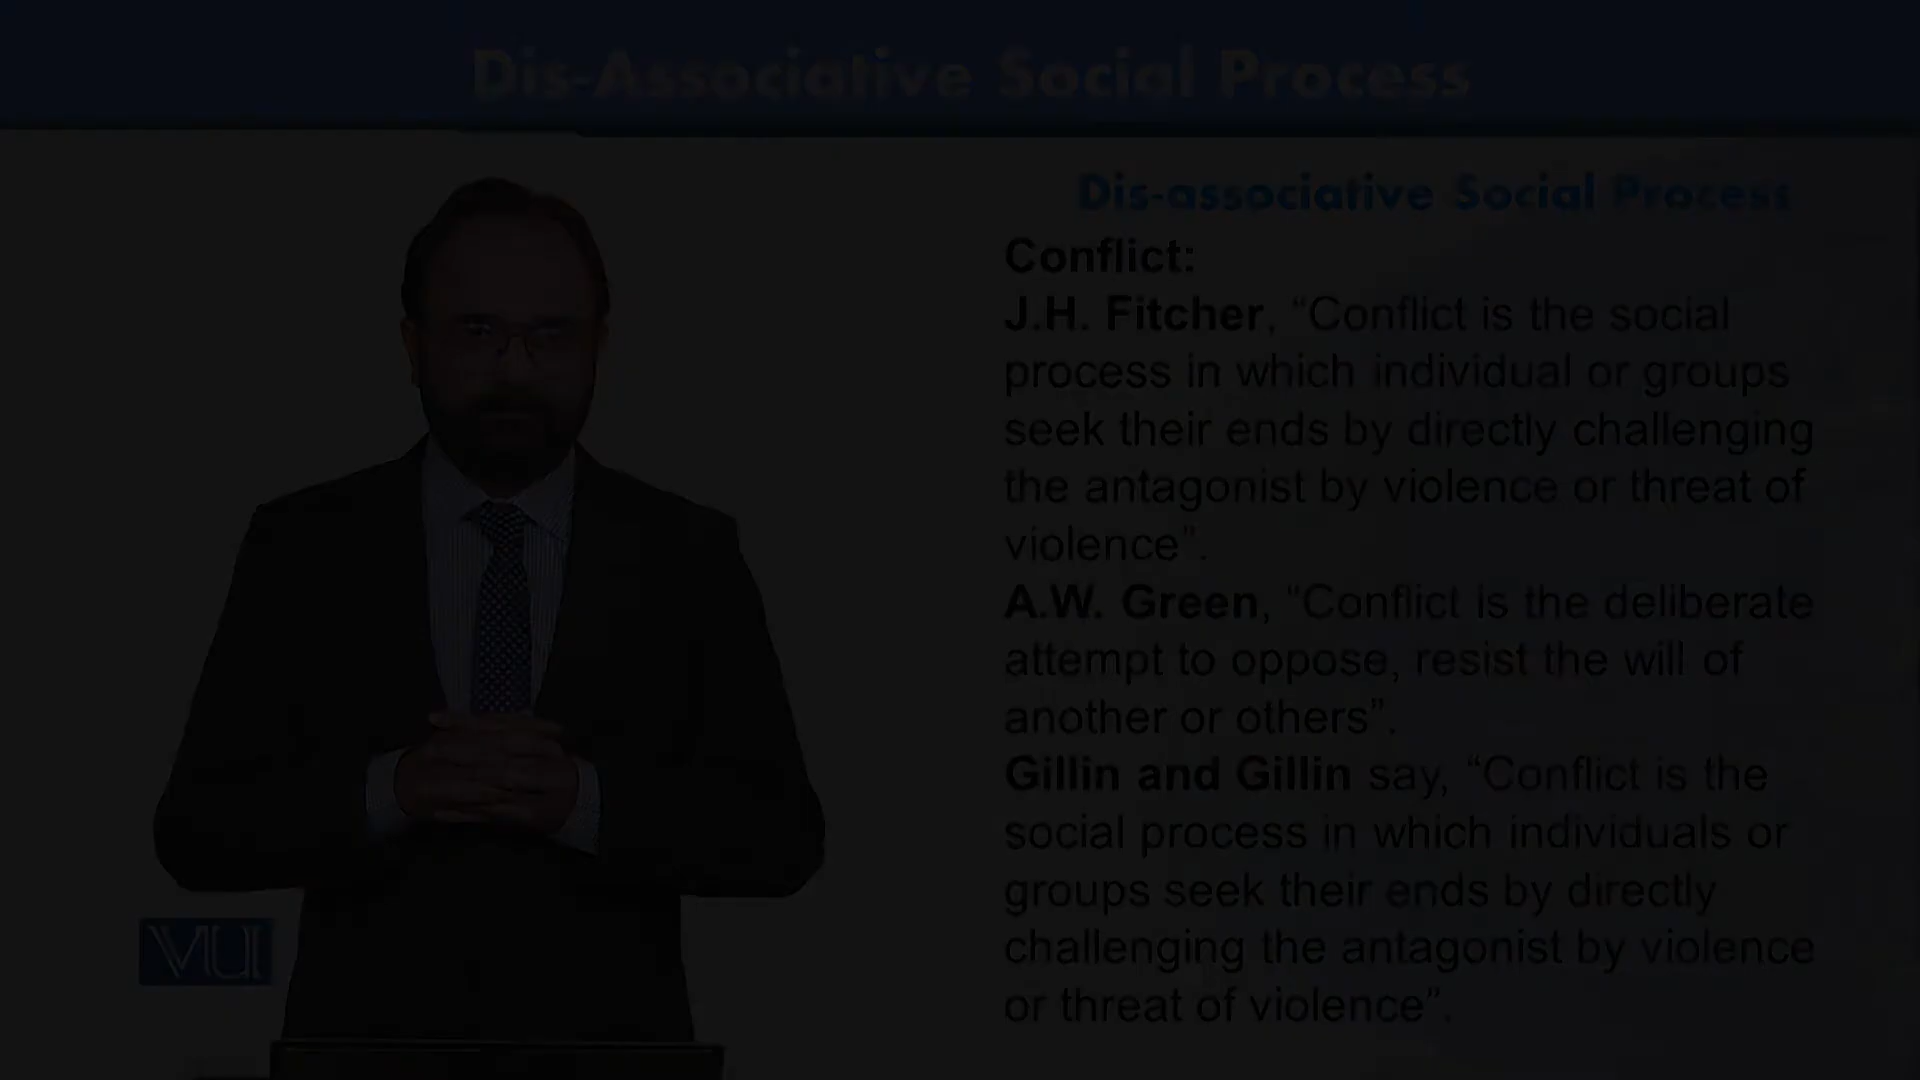 Dis-Associative Social Process
Dis-associative Social Process
Conflict:
J.H. Fitcher, “Conflict is the social
process in which individual or groups
seek their ends by directly challenging
the antagonist by violence or threat of
violence”.
A.W. Green, “Conflict is the deliberate
attempt to oppose, resist the will of
another or others”.
Gillin and Gillin say, “Conflict is the
social process in which individuals or
groups seek their ends by directly
challenging the antagonist by violence
or threat of violence”.
VU